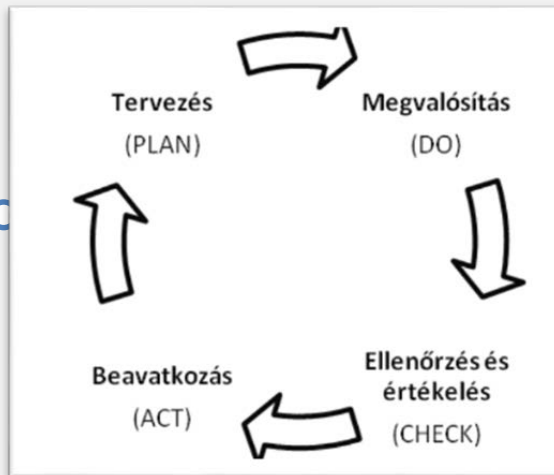 Tervezés
(PLAN)
Megvalósítás
(DO)
Ellenőrzés és
értékelés
(CHECK)
Beavatkozás
(ACT)